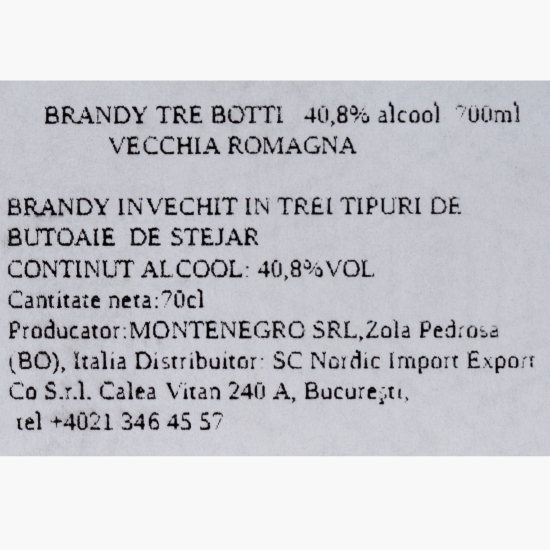 BRANDY TRE BOTTI 40,8% alcool 700ml
VECCHIA ROMAGNA
BRANDY INVECHIT IN TREI TIPURI DE
BUTOAIE DE STEJAR
CONTINUT ALCOOL: 40,8%VOL
Cantitate neta:70cl
Producator:MONTENEGRO SRL,Zola Pedrosa
(BO), Italia Distribuitor: SC Nordic Import Export
Co S.r.l. Calea Vitan 240 A, București,
tel +4021 346 45 57